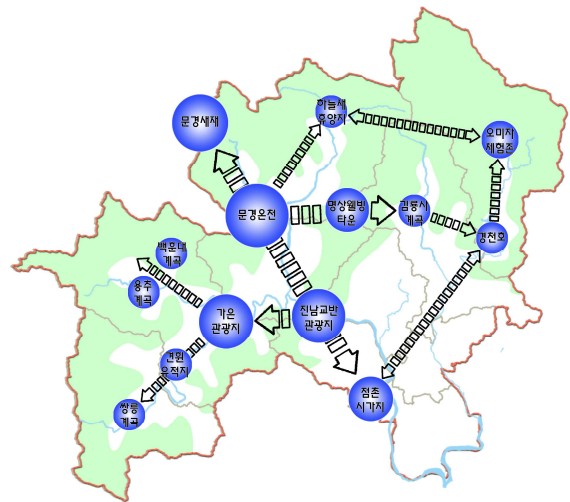 하늘새
휴양지
문경새재
오미자
체험존
문경온전
명상웰빙
타운
김룡사
계곡
경천호
백운대
계곡
용추
계곡
가은
관광지
진남교반
관광지
견훤
유적지
점촌
시가지
쌍룡
계곡